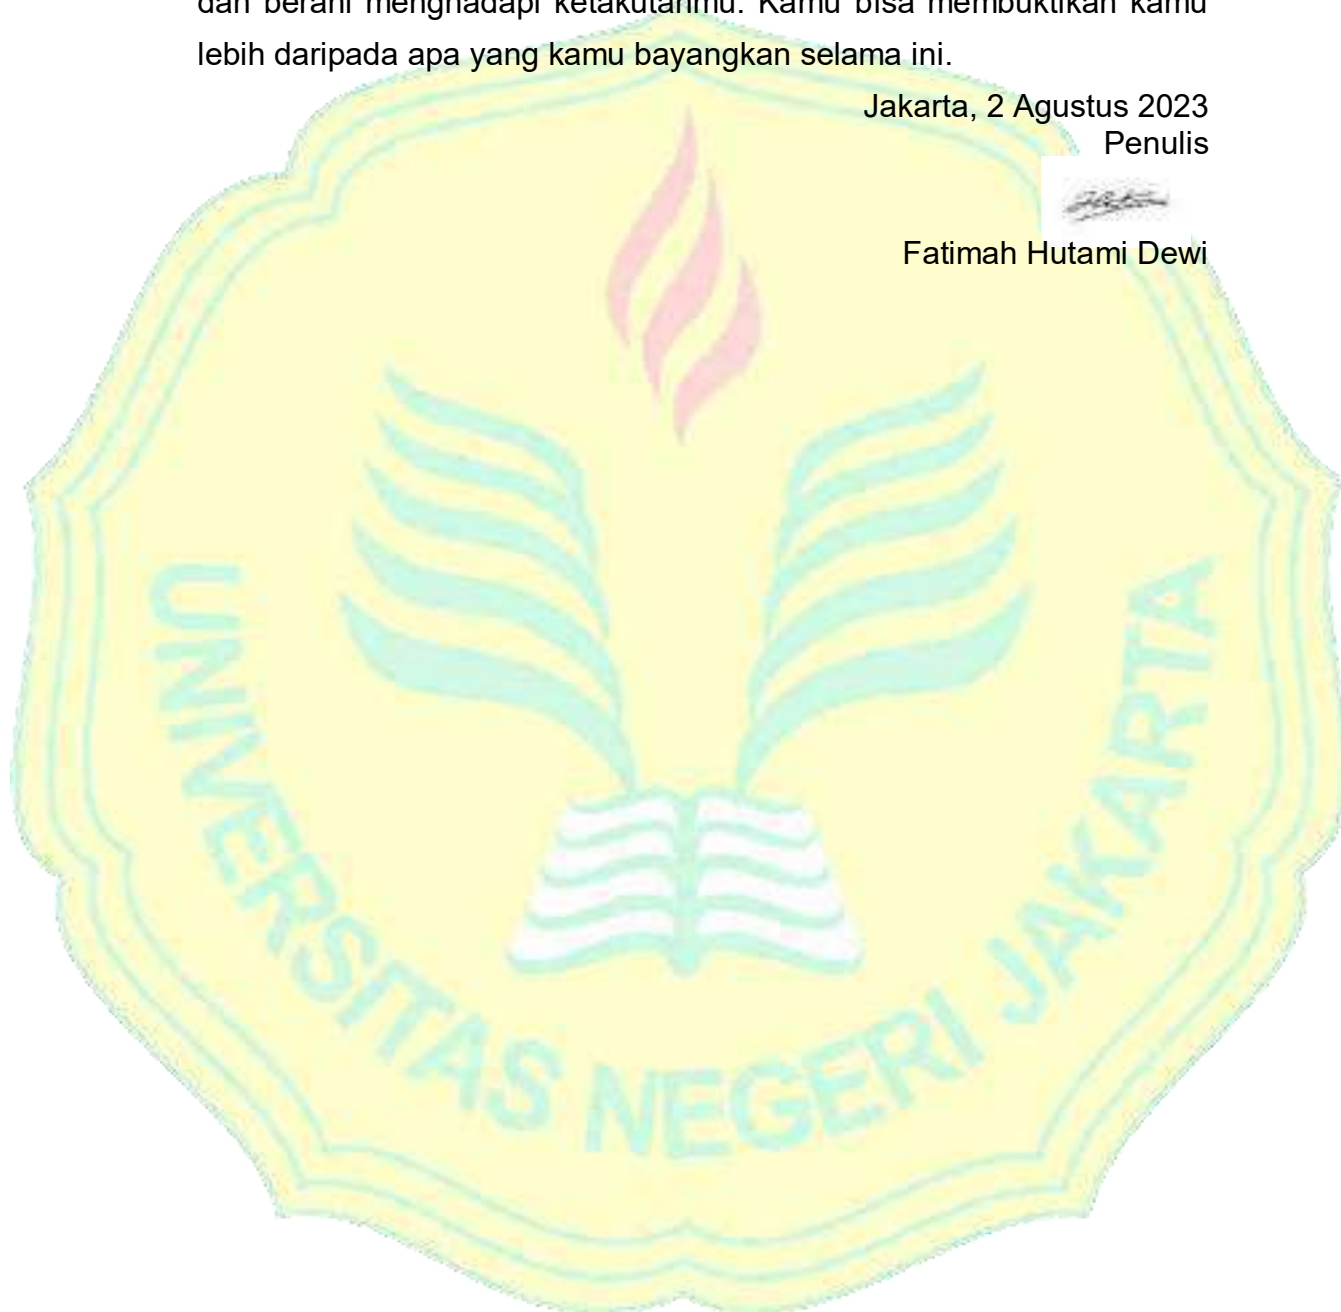 dan berani menghadapi ketakutanmu. Kamu bisa membuktikan kamu
lebih daripada apa yang kamu bayangkan selama ini.
Jakarta, 2 Agustus 2023
Penulis
Fatimah Hutami Dewi
UNIVERSITAS NEGERI JAKARTA